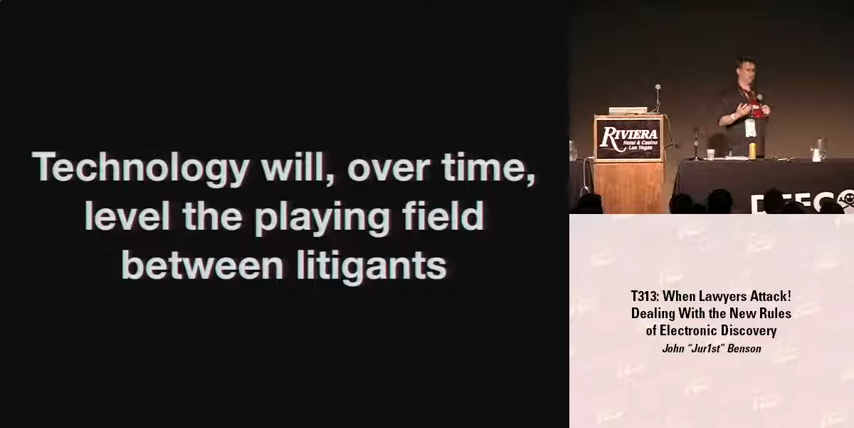 Technology will, over time,
level the playing field
between litigants
RIVIERA
Hotel & Casino
Las Vegas
T313: When Lawyers Attack!
Dealing With the New Rules
of Electronic Discovery
John "Jur1st" Benson